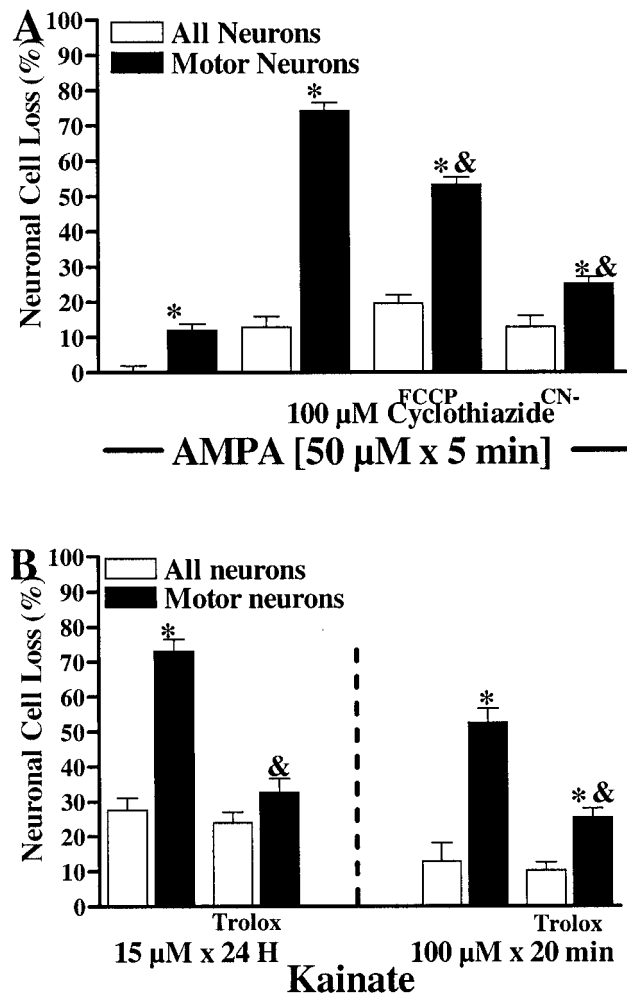 A
100
All Neurons
90
Motor Neurons
80
70
60
50
40
30
20
10
0
Neuronal Cell Loss (%)
*
*
*&
*&
FCCP
CN-
100 µM Cyclothiazide
AMPA [50 µM x 5 min]
B
100
All neurons
90
Motor neurons
80
70
60
50
40
30
20
10
0
Neuronal Cell Loss (%)
*
&
*
*&
Trolox
Trolox
15 µM x 24 H
100 µM x 20 min
Kainate